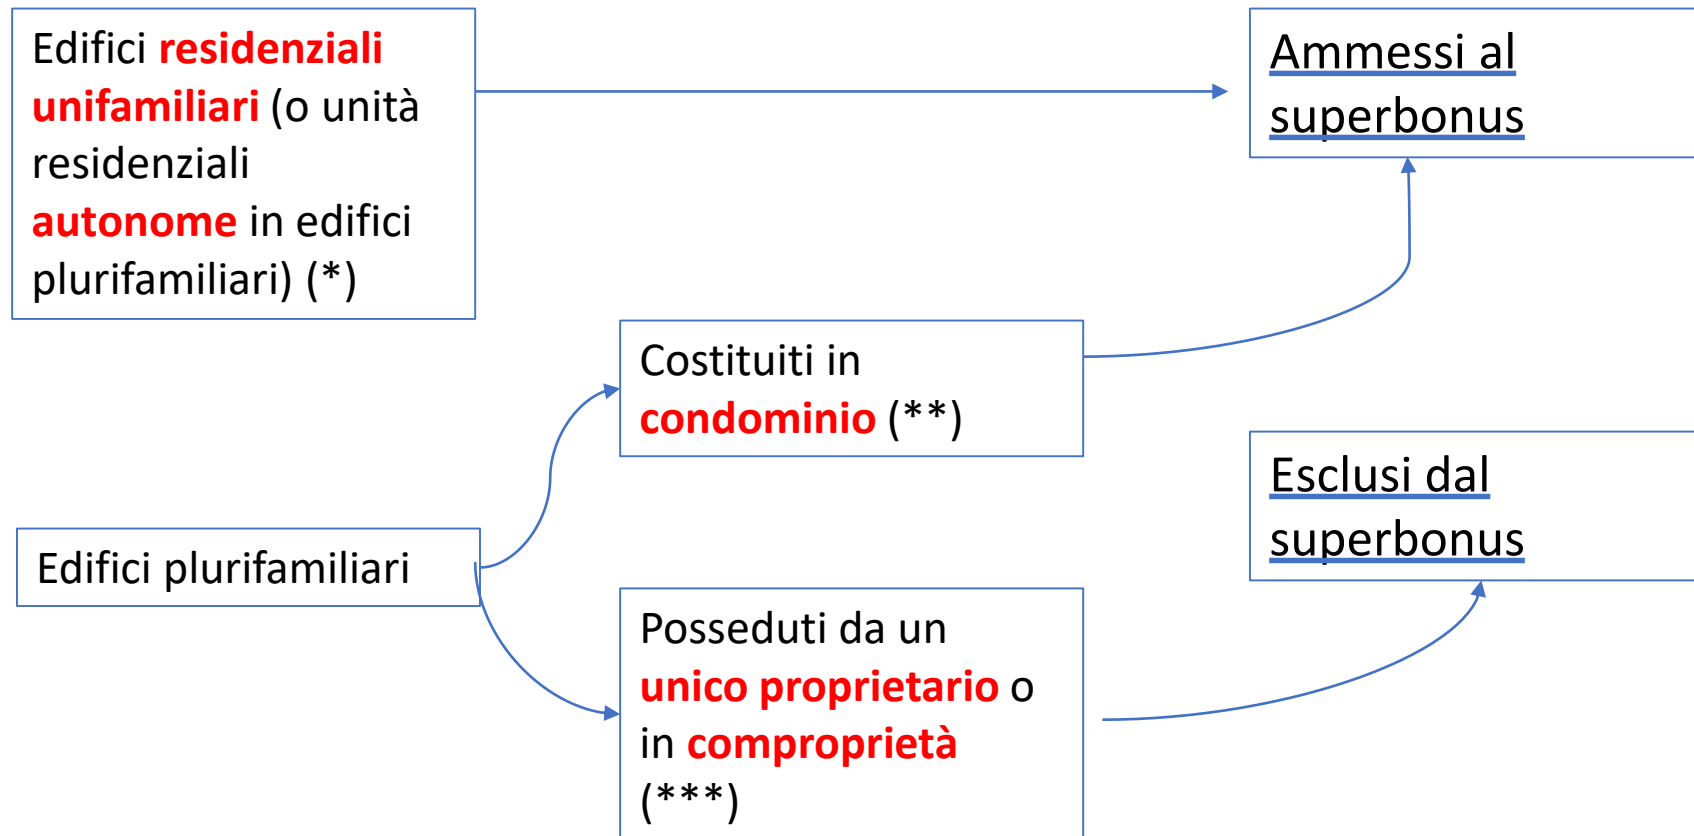 Edifici residenziali
unifamiliari (o unità
residenziali
autonome in edifici
plurifamiliari) (*)
Ammessi al
superbonus
Costituiti in
condominio (**)
Esclusi dal
superbonus
Edifici plurifamiliari
Posseduti da un
unico proprietario o
in comproprietà
(***)